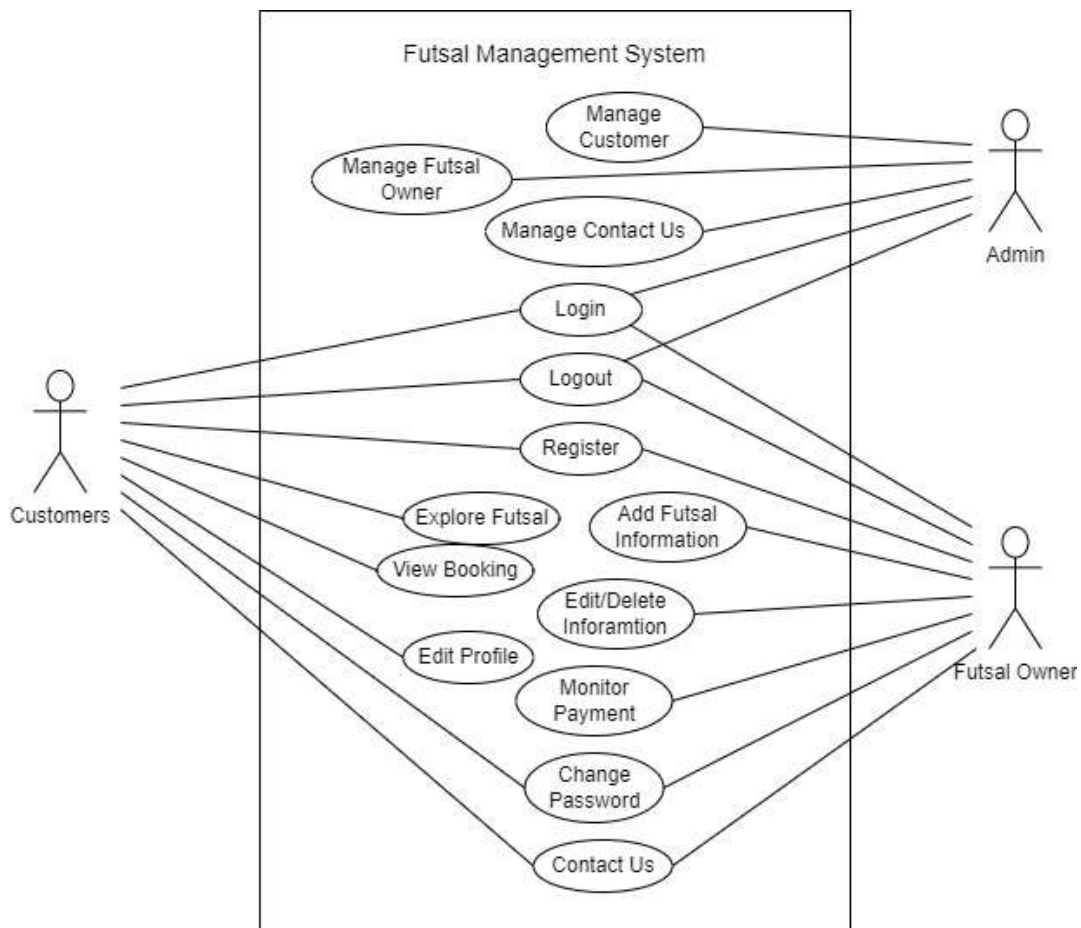 Futsal Management System
Manage
Customer
Manage Futsal
Owner
Manage Contact Us
Admin
Login
Logout
Customers
Register
Explore Futsal
Add Futsal
Information
View Booking
Edit/Delete
Inforamtion
Edit Profile
Futsal Owner
Monitor
Payment
Change
Password
Contact Us